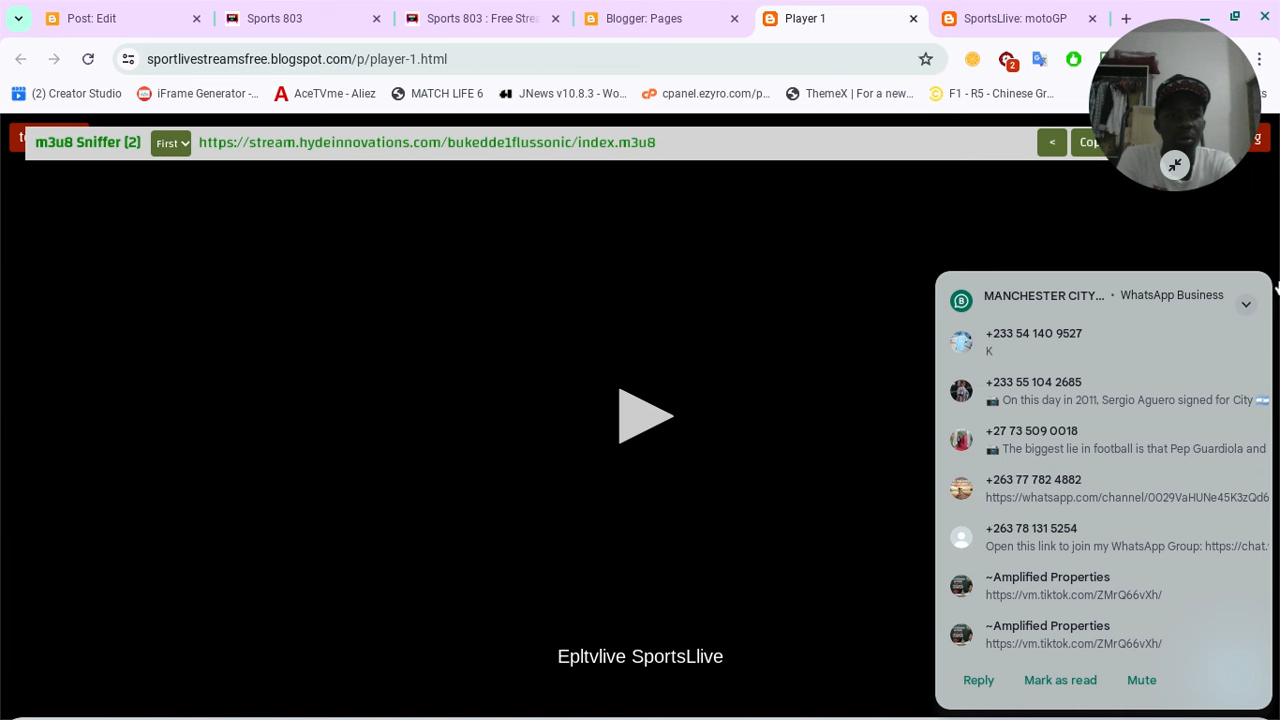 Post: Edit
Sports 803
Sports 803 : Free Stre
Blogger: Pages
Player 1
SportsLlive: motoGP
sportlivestreamsfree.blogspot.com/p/player-1.html
2
(2) Creator Studio
iFrame Generator -...
AceTVme - Aliez
MATCH LIFE 6
JNews v10.8.3 - Wo...
cpanel.ezyro.com/p...
ThemeX | For a new...
F1 - R5 - Chinese Gr...
m3u8 Sniffer [2]
First
https://stream.hydeinnovations.com/bukedde1flussonic/index.m3u8
<
Cop
MANCHESTER CITY... • WhatsApp Business
+233 54 140 9527
K
+233 55 104 2685
📷 On this day in 2011, Sergio Aguero signed for City 🇦🇷
+27 73 509 0018
📷 The biggest lie in football is that Pep Guardiola and
+263 77 782 4882
https://whatsapp.com/channel/0029VaHUNe45K3zQd6
+263 78 131 5254
Open this link to join my WhatsApp Group: https://chat.
~Amplified Properties
https://vm.tiktok.com/ZMrQ66vXh/
~Amplified Properties
https://vm.tiktok.com/ZMrQ66vXh/
Reply
Mark as read
Mute
Epltvlive SportsLlive